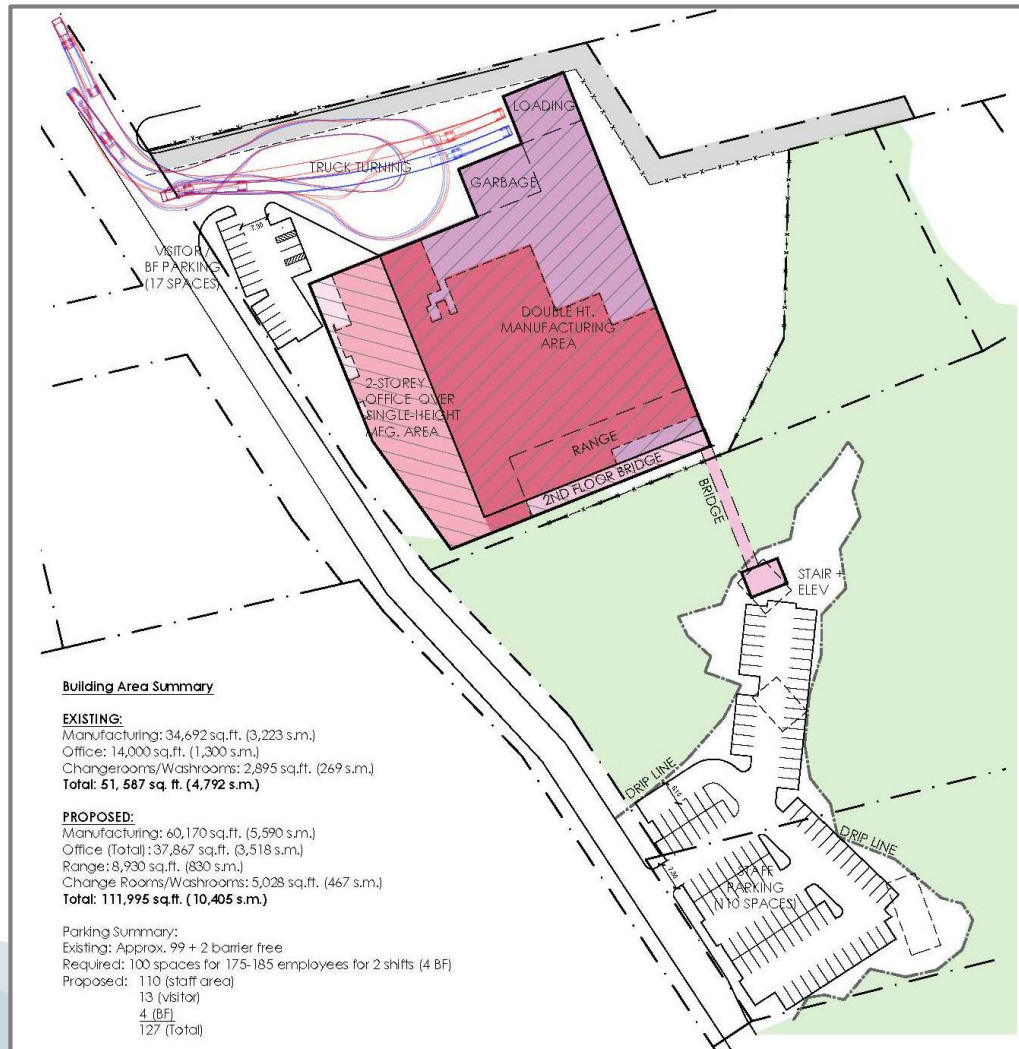 LOADING
TRUCK TURNING
GARBAGE
7.30
VISITOR /
BF PARKING
(17 SPACES)
DOUBLE HT.
MANUFACTURING
AREA
2-STOREY
OFFICE OVER
SINGLE-HEIGHT
MFG. AREA
RANGE
2ND FLOOR BRIDGE
BRIDGE
STAIR +
ELEV
DRIP LINE
DRIP LINE
STAFF
PARKING
(110 SPACES)
Building Area Summary
EXISTING:
Manufacturing: 34,692 sq.ft. (3,223 s.m.)
Office: 14,000 sq.ft. (1,300 s.m.)
Changerooms/Washrooms: 2,895 sq.ft. (269 s.m.)
Total: 51, 587 sq. ft. (4,792 s.m.)
PROPOSED:
Manufacturing: 60,170 sq.ft. (5,590 s.m.)
Office (Total) : 37,867 sq.ft. (3,518 s.m.)
Range: 8,930 sq.ft. (830 s.m.)
Change Rooms/Washrooms: 5,028 sq.ft. (467 s.m.)
Total: 111,995 sq.ft. (10,405 s.m.)
Parking Summary:
Existing: Approx. 99 + 2 barrier free
Required: 100 spaces for 175-185 employees for 2 shifts (4 BF)
Proposed: 110 (staff area)
13 (visitor)
4 (BF)
127 (Total)